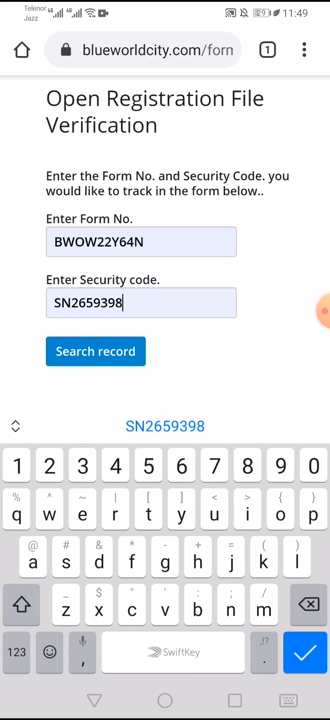 Telenor
Jazz
11:49
blueworldcity.com/forn
1
Open Registration File
Verification
Enter the Form No. and Security Code. you
would like to track in the form below..
Enter Form No.
BWOW22Y64N
Enter Security code.
SN2659398
Search record
SN2659398
1 2 3 4 5 6 7 8 9 0
% ^ ~ | [ ] < > { }
q w e r t y u i o p
@ # & * - + = ( )
a s d f g h j k l
_ $ " ' : ; /
z x c v b n m
123 , SwiftKey ,!? .